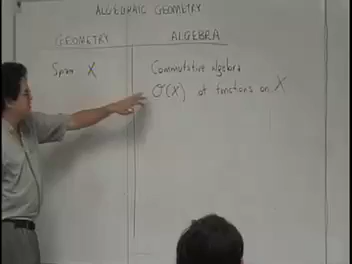 ALGEBRAIC GEOMETRY
GEOMETRY ALGEBRA
Space X Commutative algebra
O(X) of functions on X